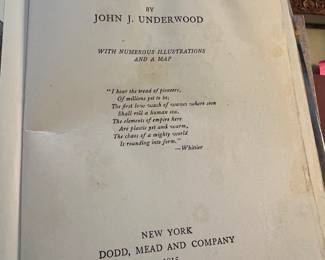 BY
JOHN J. UNDERWOOD
WITH NUMEROUS ILLUSTRATIONS
AND A MAP
"I hear the tread of pioneers,
Of millions yet to be;
The first low wash of waves where soon
Shall roll a human sea.
The elements of empire here
Are plastic yet and warm,
The chaos of a mighty world
Is rounding into form."
—Whittier
NEW YORK
DODD, MEAD AND COMPANY